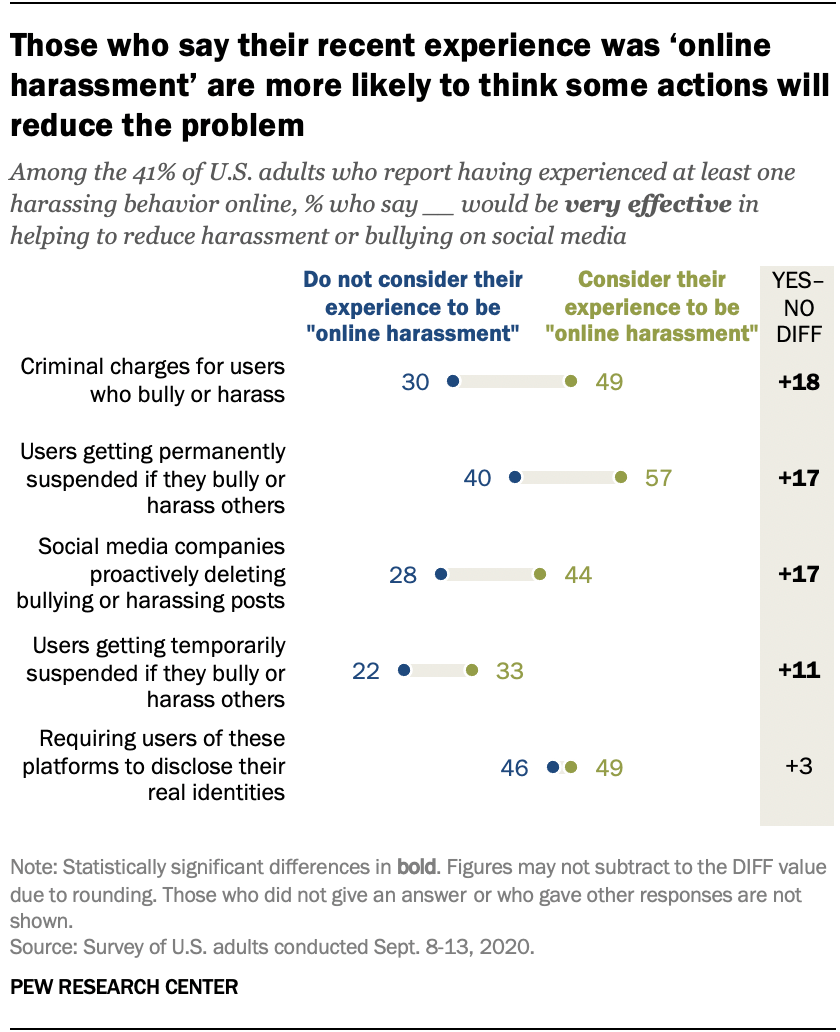 Those who say their recent experience was ‘online
harassment’ are more likely to think some actions will
reduce the problem
Among the 41% of U.S. adults who report having experienced at least one
harassing behavior online, % who say __ would be very effective in
helping to reduce harassment or bullying on social media
Do not consider their
experience to be
"online harassment"
Consider their
experience to be
"online harassment"
YES–
NO
DIFF
Criminal charges for users
who bully or harass
30
49
+18
Users getting permanently
suspended if they bully or
harass others
40
57
+17
Social media companies
proactively deleting
bullying or harassing posts
28
44
+17
Users getting temporarily
suspended if they bully or
harass others
22
33
+11
Requiring users of these
platforms to disclose their
real identities
46
49
+3
Note: Statistically significant differences in bold. Figures may not subtract to the DIFF value
due to rounding. Those who did not give an answer or who gave other responses are not
shown.
Source: Survey of U.S. adults conducted Sept. 8-13, 2020.
PEW RESEARCH CENTER